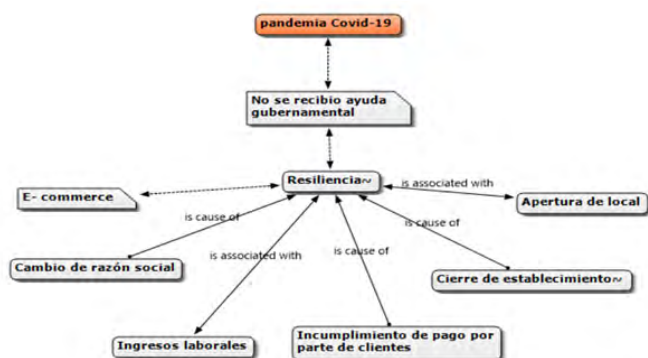 pandemia Covid-19
No se recibio ayuda
gubernamental
Resiliencia~
is associated with
E- commerce
Apertura de local
is cause of
is cause of
is associated with
is cause of
Cambio de razón social
Cierre de establecimiento~
Ingresos laborales
Incumplimiento de pago por
parte de clientes